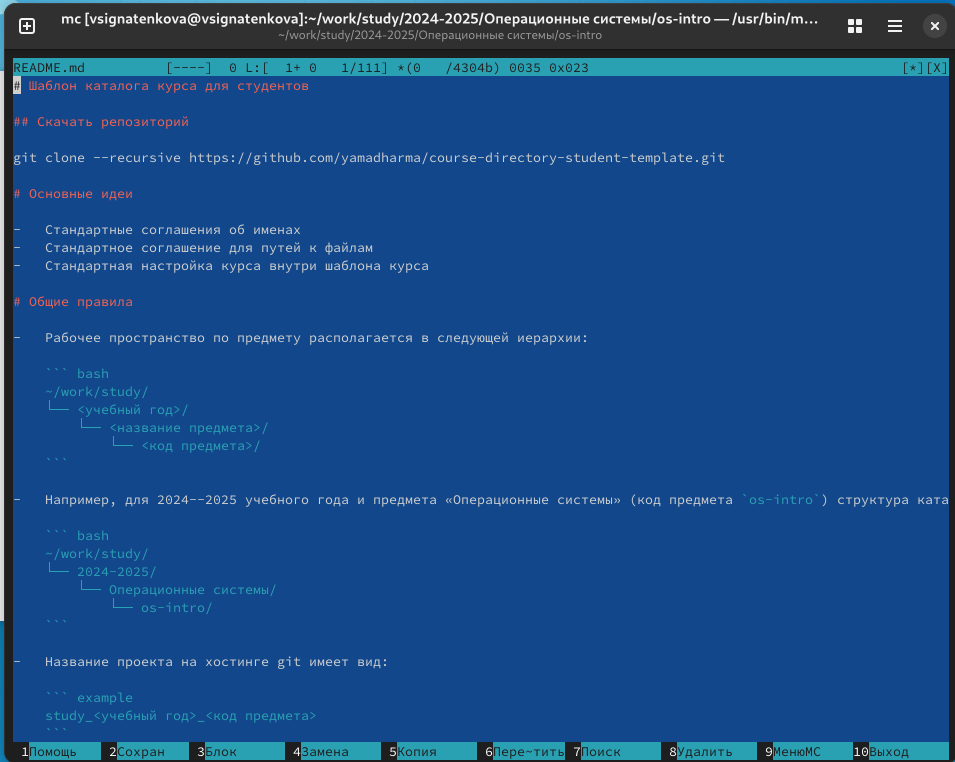 mc [vsignatenkova@vsignatenkova]:~/work/study/2024-2025/Операционные системы/os-intro — /usr/bin/m...
~/work/study/2024-2025/Операционные системы/os-intro
README.md [----] 0 L:[ 1+ 0 1/111] *(0 /4304b) 0035 0x023 [*][X]
# Шаблон каталога курса для студентов
## Скачать репозиторий
git clone --recursive https://github.com/yamadharma/course-directory-student-template.git
# Основные идеи
- Стандартные соглашения об именах
- Стандартное соглашение для путей к файлам
- Стандартная настройка курса внутри шаблона курса
# Общие правила
- Рабочее пространство по предмету располагается в следующей иерархии:
``` bash
~/work/study/
└── <учебный год>/
└── <название предмета>/
└── <код предмета>/
```
- Например, для 2024--2025 учебного года и предмета «Операционные системы» (код предмета `os-intro`) структура ката
``` bash
~/work/study/
└── 2024-2025/
└── Операционные системы/
└── os-intro/
```
- Название проекта на хостинге git имеет вид:
``` example
study_<учебный год>_<код предмета>
```
1Помощь 2Сохран 3Блок 4Замена 5Копия 6Пере~тить 7Поиск 8Удалить 9МенюMC 10Выход